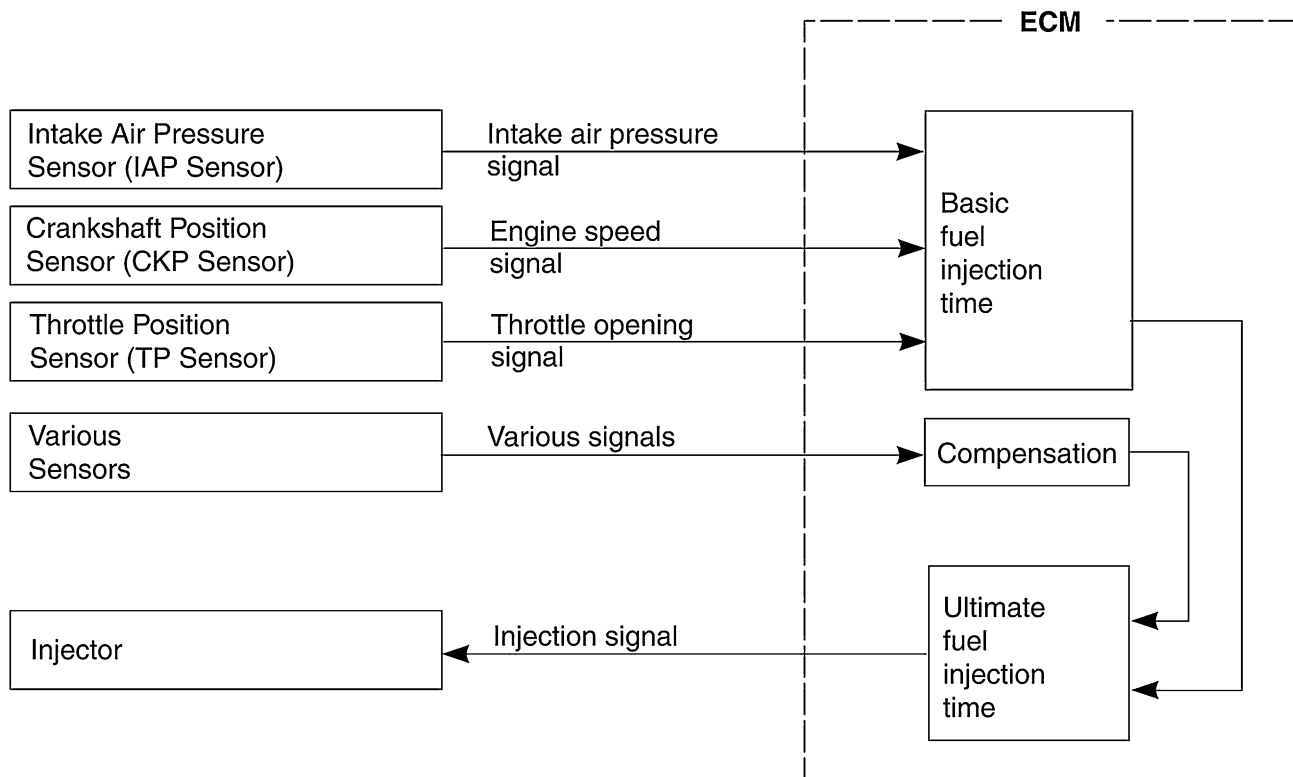 ECM
Intake Air Pressure
Sensor (IAP Sensor)
Intake air pressure
signal
Crankshaft Position
Sensor (CKP Sensor)
Engine speed
signal
Throttle Position
Sensor (TP Sensor)
Throttle opening
signal
Basic
fuel
injection
time
Various
Sensors
Various signals
Compensation
Injector
Injection signal
Ultimate
fuel
injection
time